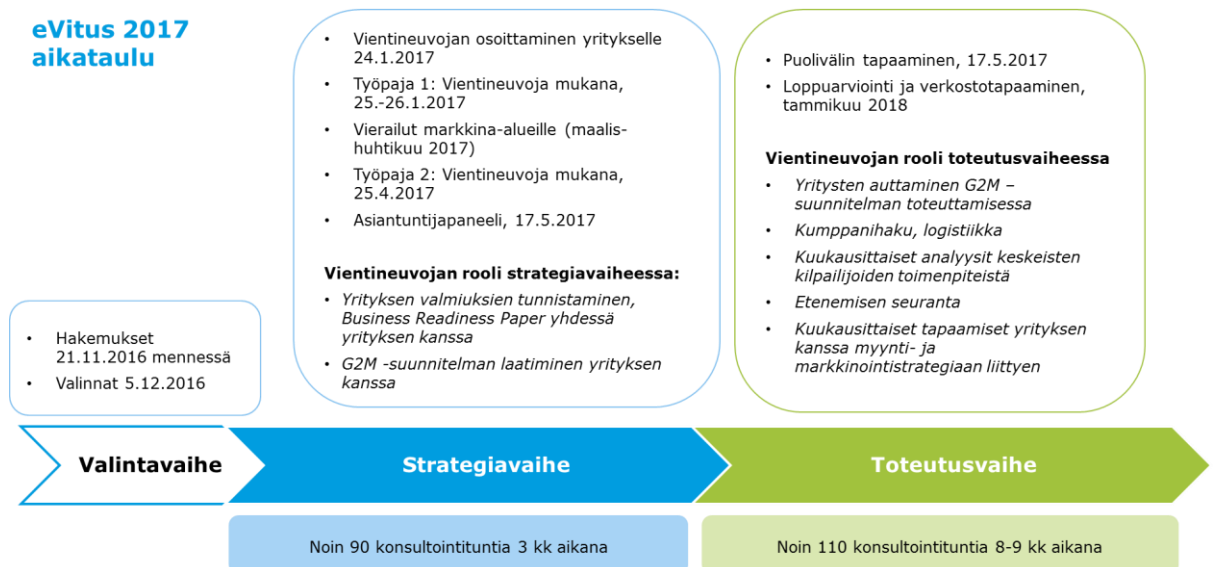 eVitus 2017
aikataulu
• Hakemukset
21.11.2016 mennessä
• Valinnat 5.12.2016
• Vientineuvojan osoittaminen yritykselle
24.1.2017
• Työpaja 1: Vientineuvoja mukana,
25.-26.1.2017
• Vierailut markkina-alueille (maalis-
huhtikuu 2017)
• Työpaja 2: Vientineuvoja mukana,
25.4.2017
• Asiantuntijapaneeli, 17.5.2017
Vientineuvojan rooli strategiavaiheessa:
• Yrityksen valmiuksien tunnistaminen,
Business Readiness Paper yhdessä
yrityksen kanssa
• G2M -suunnitelman laatiminen yrityksen
kanssa
• Puolivälin tapaaminen, 17.5.2017
• Loppuarviointi ja verkostotapaaminen,
tammikuu 2018
Vientineuvojan rooli toteutusvaiheessa
• Yritysten auttaminen G2M –
suunnitelman toteuttamisessa
• Kumppanihaku, logistiikka
• Kuukausittaiset analyysit keskeisten
kilpailijoiden toimenpiteistä
• Etenemisen seuranta
• Kuukausittaiset tapaamiset yrityksen
kanssa myynti- ja
markkinointistrategiaan liittyen
Valintavaihe
Strategiavaihe
Toteutusvaihe
Noin 90 konsultointituntia 3 kk aikana
Noin 110 konsultointituntia 8-9 kk aikana